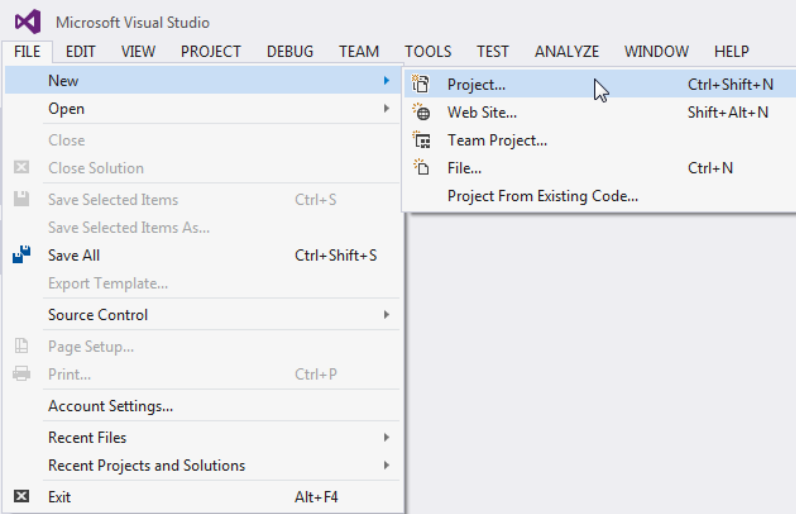 Microsoft Visual Studio
FILE EDIT VIEW PROJECT DEBUG TEAM TOOLS TEST ANALYZE WINDOW HELP
New
Open
Close
Close Solution
Save Selected Items Ctrl+S
Save Selected Items As...
Save All Ctrl+Shift+S
Export Template...
Source Control
Page Setup...
Print... Ctrl+P
Account Settings...
Recent Files
Recent Projects and Solutions
Exit Alt+F4
Project... Ctrl+Shift+N
Web Site... Shift+Alt+N
Team Project...
File... Ctrl+N
Project From Existing Code...